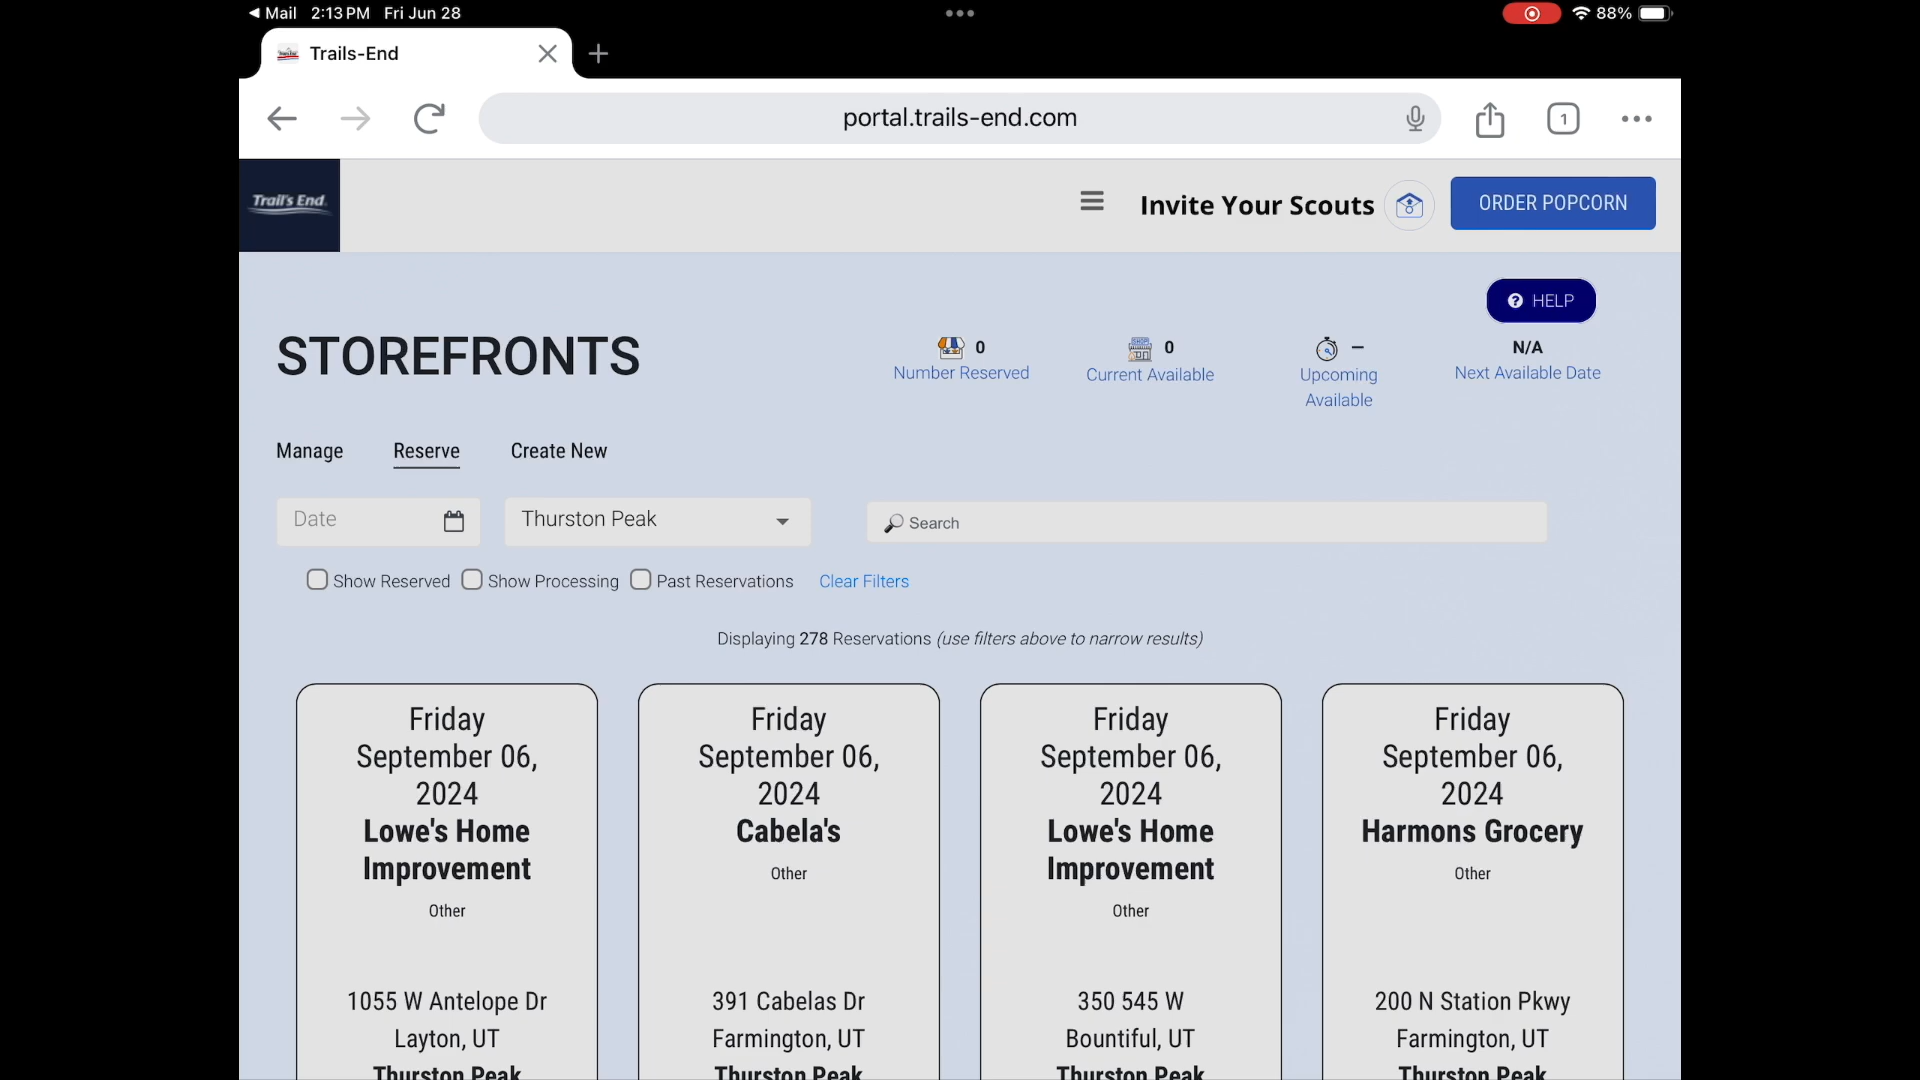 Mail 2:13 PM Fri Jun 28
88%
Trails-End
portal.trails-end.com
1
Trail's End
Invite Your Scouts
ORDER POPCORN
HELP
STOREFRONTS
0
Number Reserved
0
Current Available
–
Upcoming
Available
N/A
Next Available Date
Manage
Reserve
Create New
Date
Thurston Peak
Search
Show Reserved
Show Processing
Past Reservations
Clear Filters
Displaying 278 Reservations (use filters above to narrow results)
Friday
September 06,
2024
Lowe's Home
Improvement
Other
1055 W Antelope Dr
Layton, UT
Thurston Peak
Friday
September 06,
2024
Cabela's
Other
391 Cabelas Dr
Farmington, UT
Thurston Peak
Friday
September 06,
2024
Lowe's Home
Improvement
Other
350 545 W
Bountiful, UT
Thurston Peak
Friday
September 06,
2024
Harmons Grocery
Other
200 N Station Pkwy
Farmington, UT
Thurston Peak